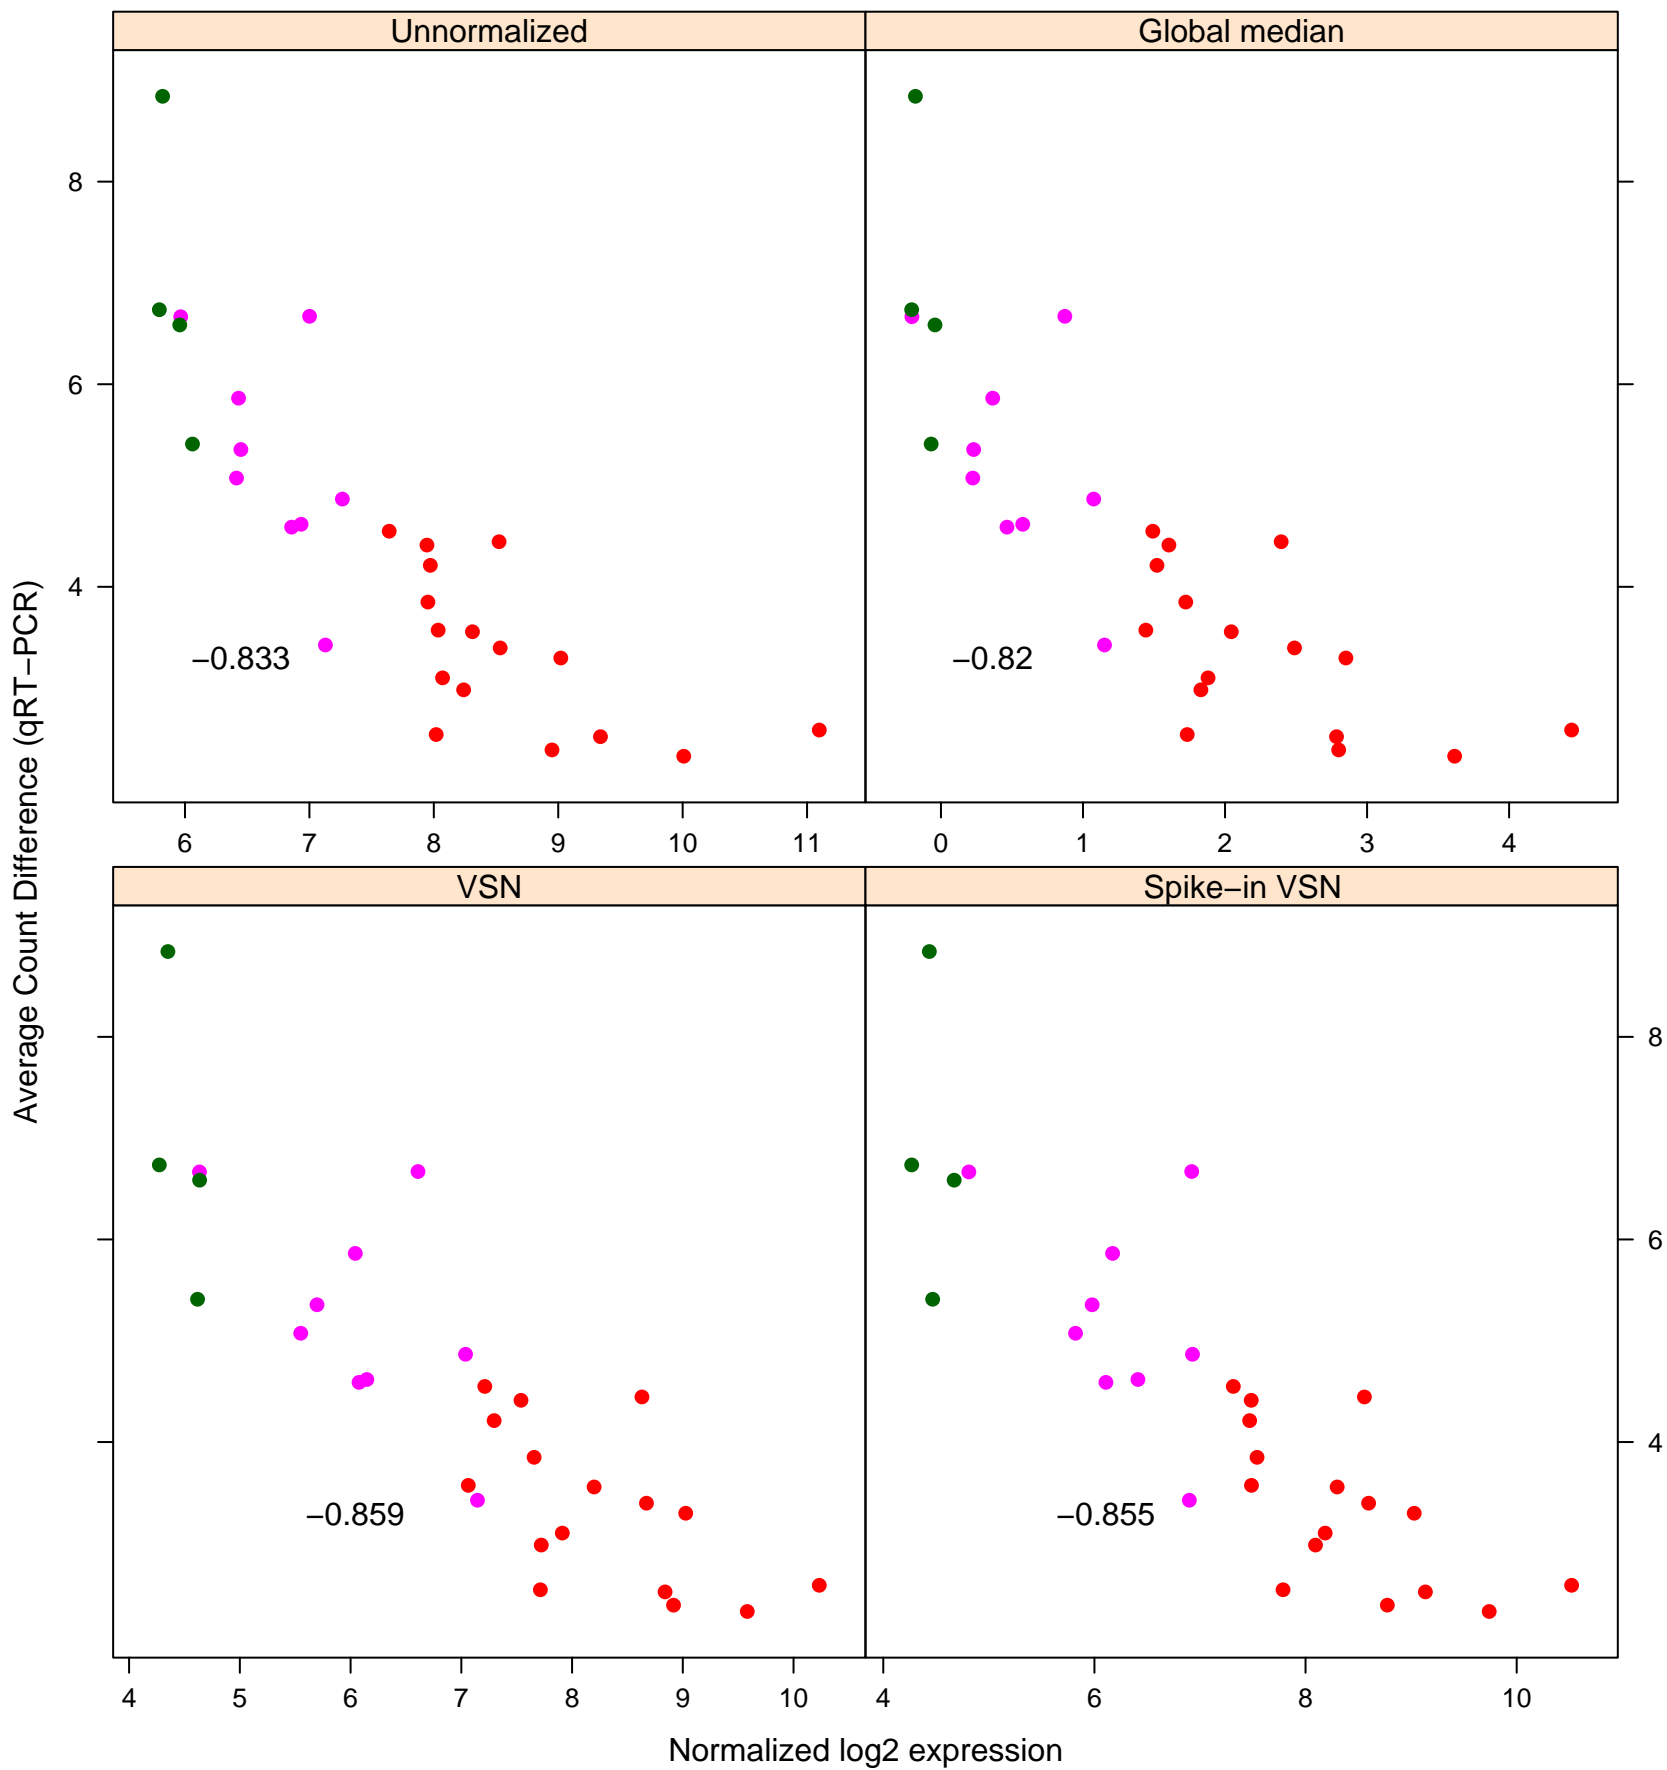 Unnormalized
Global median
8
6
4
−0.833
−0.82
6 7 8 9 10 11
0 1 2 3 4
Average Count Difference (qRT−PCR)
VSN
Spike−in VSN
8
6
4
−0.859
−0.855
4 5 6 7 8 9 10
4 6 8 10
Normalized log2 expression